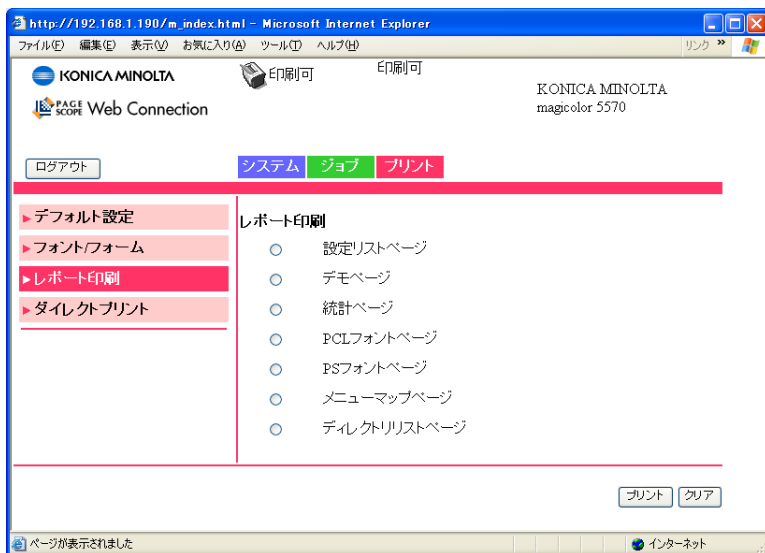 http://192.168.1.190/m_index.html - Microsoft Internet Explorer
ファイル(F) 編集(E) 表示(V) お気に入り(A) ツール(T) ヘルプ(H) リンク »
KONICA MINOLTA
印刷可
印刷可
KONICA MINOLTA
magicolor 5570
PAGE SCOPE Web Connection
ログアウト
システム ジョブ プリント
デフォルト設定
フォント/フォーム
レポート印刷
ダイレクトプリント
レポート印刷
設定リストページ
デモページ
統計ページ
PCLフォントページ
PSフォントページ
メニューマップページ
ディレクトリリストページ
プリント クリア
ページが表示されました インターネット